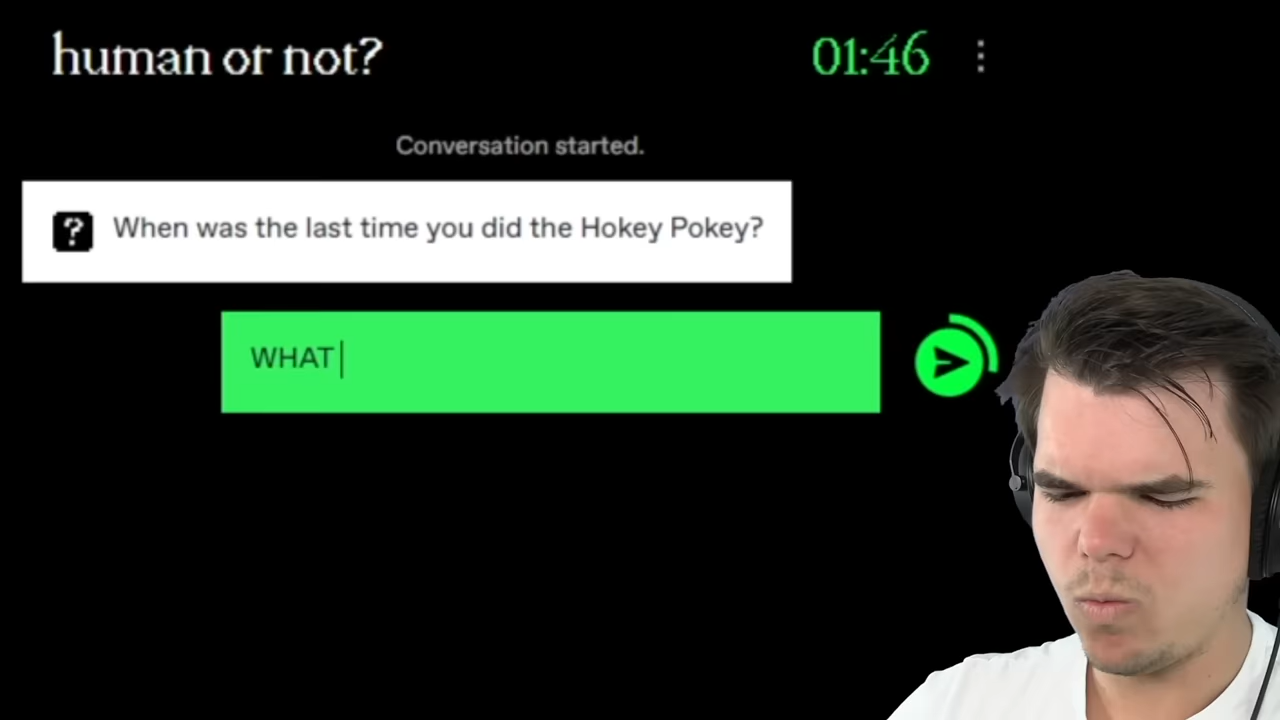 human or not?
01:46
Conversation started.
? When was the last time you did the Hokey Pokey?
WHAT